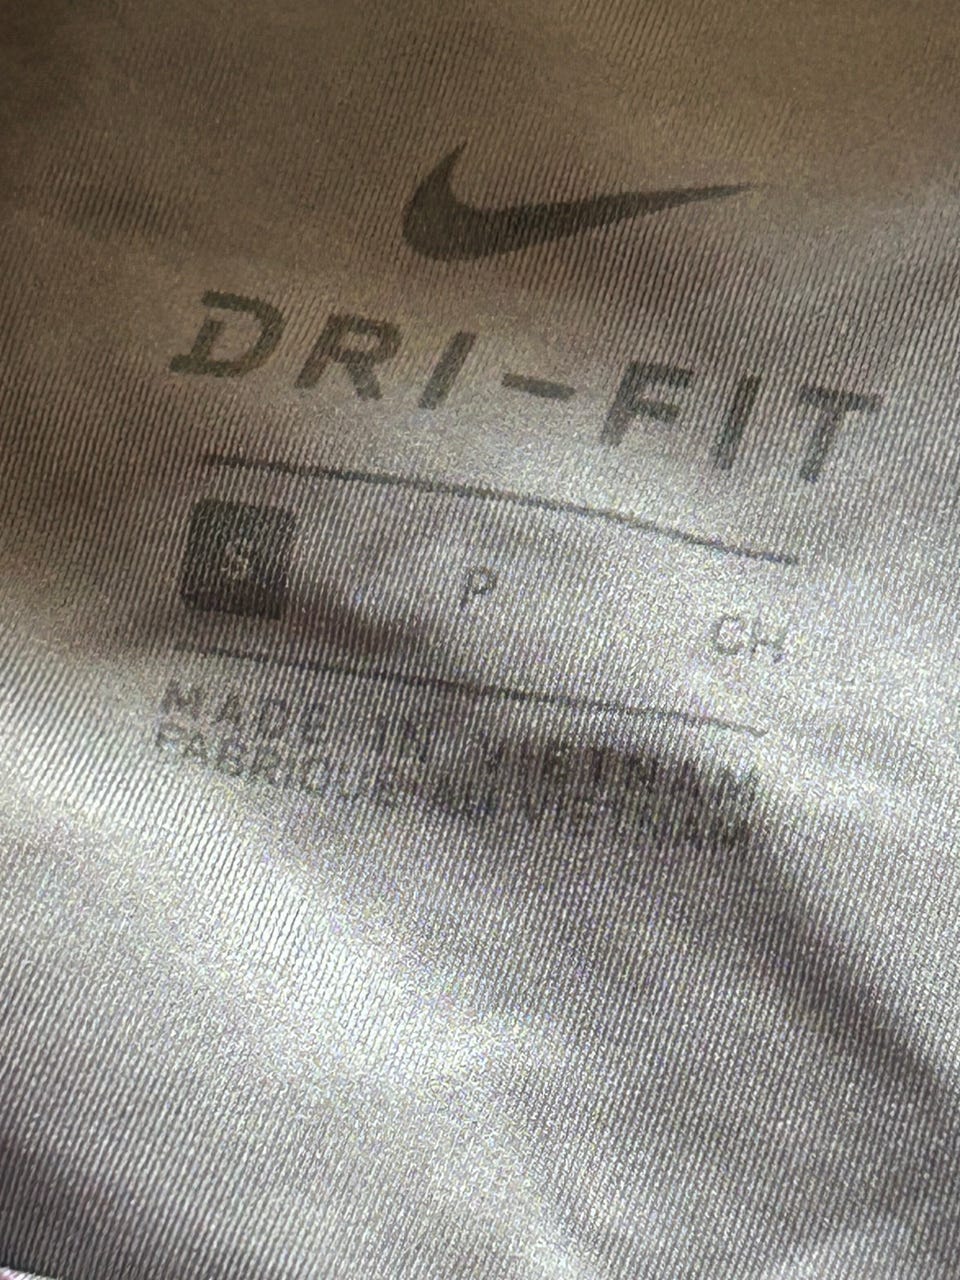 DRI-FIT
S P CH
MADE IN VIETNAM
FABRIQUÉ AU VIETNAM